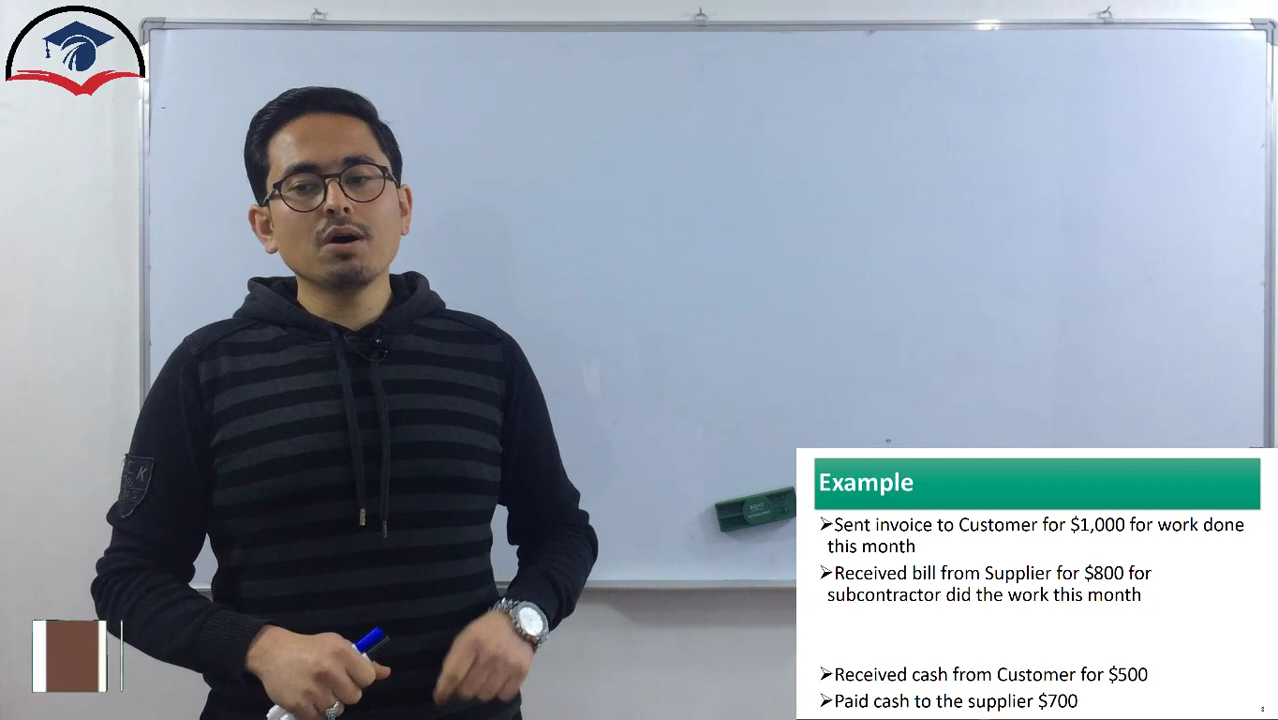 Example
➢Sent invoice to Customer for $1,000 for work done
this month
➢Received bill from Supplier for $800 for
subcontractor did the work this month
➢Received cash from Customer for $500
➢Paid cash to the supplier $700